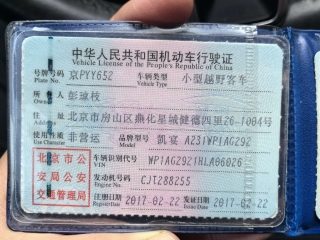 中华人民共和国机动车行驶证
Vehicle License of the People's Republic of China
号牌号码 京PYY652 车辆类型 小型越野客车
Plate No. Vehicle Type
所有人 彭琼枝
Owner
住址 北京市房山区燕化星城健德四里26-1004号
Address
使用性质 非营运 品牌型号 凯宴 A231WP1AG292
Use Character Model
北京市公 车辆识别代号 WP1AG2921HLA06026
VIN
安局公安 发动机号码 CJT288255
Engine No.
交通管理局 注册日期 2017-02-22 发证日期 2017-02-22
Register Date Issue Date